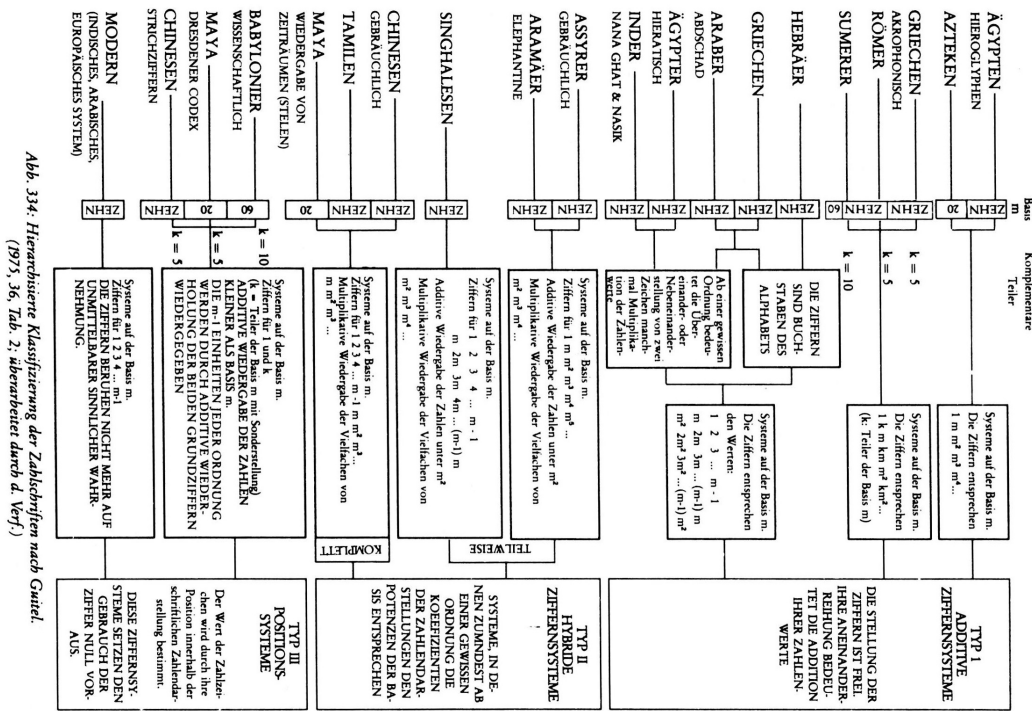 Basis
m
Komplementäre
Teiler
ÄGYPTEN
HIEROGLYPHEN
AZTEKEN
ZEHN
20
Systeme auf der Basis m.
Die Ziffern entsprechen
1 m m² m³ m⁴...
GRIECHEN
AKROPHONISCH
RÖMER
SUMERER
ZEHN
ZEHN
60
k = 5
k = 5
k = 10
Systeme auf der Basis m.
Die Ziffern entsprechen
1 k m km m² km² ...
(k: Teiler der Basis m)
HEBRÄER
GRIECHEN
ARABER
ABDSCHAD
ÄGYPTER
HIERATISCH
INDER
NANA GHAT & NASIK
ZEHN
ZEHN
ZEHN
ZEHN
ZEHN
DIE ZIFFERN
SIND BUCH-
STABEN DES
ALPHABETS
Ab einer gewissen
Ordnung bedeu-
tet die Über-
einander- oder
Nebeneinander-
stellung von zwei
Zeichen manch-
mal Multiplika-
tion der Zahlen-
werte
Systeme auf der Basis m.
Die Ziffern entsprechen
den Werten:
1 2 3 ... m - 1
m 2m 3m ... (m-1) m
m² 2m² 3m² ... (m-1) m²
TYP 1
ADDITIVE
ZIFFERNSYSTEME
DIE STELLUNG DER
ZIFFERN IST FREI
IHRE ANEINANDER-
REIHUNG BEDEU-
TET DIE ADDITION
IHRER ZAHLEN-
WERTE
ASSYRER
GEBRÄUCHLICH
ARAMÄER
ELEPHANTINE
ZEHN
ZEHN
Systeme auf der Basis m.
Ziffern für 1 m m² m³ m⁴ m⁵ ...
Additive Wiedergabe der Zahlen unter m²
Multiplikative Wiedergabe der Vielfachen von
m² m³ m⁴ ...
SINGHALESEN
ZEHN
Systeme auf der Basis m.
Ziffern für 1 2 3 4 ... m - 1
m 2m 3m 4m ... (m-1) m
Additive Wiedergabe der Zahlen unter m²
Multiplikative Wiedergabe der Vielfachen von
m² m³ m⁴ ...
TEILWEISE
CHINESEN
GEBRÄUCHLICH
TAMILEN
MAYA
WIEDERGABE VON
ZEITRÄUMEN (STELEN)
ZEHN
ZEHN
20
Systeme auf der Basis m.
Ziffern für 1 2 3 4 ... m -1 m m² m³ ...
Multiplikative Wiedergabe der Vielfachen von
m m² m³ ...
KOMPLETT
TYP II
HYBRIDE
ZIFFERNSYSTEME
SYSTEME, IN DE-
NEN ZUMINDEST AB
EINER GEWISSEN
ORDNUNG DIE
KOEFFIZIENTEN
DER ZAHLENDAR-
STELLUNGEN DEN
POTENZEN DER BA-
SIS ENTSPRECHEN
BABYLONIER
WISSENSCHAFTLICH
MAYA
DRESDENER CODEX
CHINESEN
STRICHZIFFERN
60
20
ZEHN
k = 10
k = 5
k = 5
Systeme auf der Basis m.
Ziffern für 1 und k
(k = Teiler der Basis m mit Sonderstellung)
ADDITIVE WIEDERGABE DER ZAHLEN
KLEINER ALS BASIS m.
DIE m-1 EINHEITEN JEDER ORDNUNG
WERDEN DURCH ADDITIVE WIEDER-
HOLUNG DER BEIDEN GRUNDZIFFERN
WIEDERGEGEBEN
MODERN
(INDISCHES, ARABISCHES,
EUROPÄISCHES SYSTEM)
ZEHN
Systeme auf der Basis m.
Ziffern für 1 2 3 4 ... m-1
DIE ZIFFERN BERUHEN NICHT MEHR AUF
UNMITTELBARER SINNLICHER WAHR-
NEHMUNG.
TYP III
POSITIONS-
SYSTEME
Der Wert der Zahlzei-
chen wird durch ihre
Position innerhalb der
schriftlichen Zahlendar-
stellung bestimmt.
DIESE ZIFFERNSY-
STEME SETZEN DEN
GEBRAUCH DER
ZIFFER NULL VOR-
AUS.
Abb. 334: Hierarchisierte Klassifizierung der Zahlschriften nach Guitel.
(1975, 36, Tab. 2; überarbeitet durch d. Verf.)